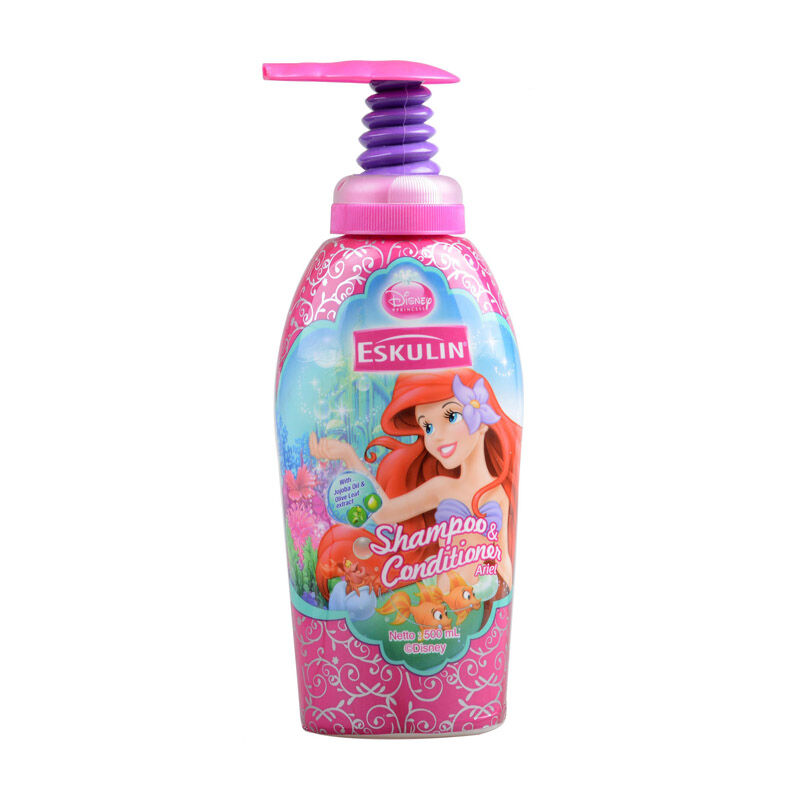 Disney
PRINCESS
ESKULIN®
With
Jojoba Oil &
Olive Leaf
extract
Shampoo
&
Conditioner
Ariel
Netto : 500 mL
©Disney